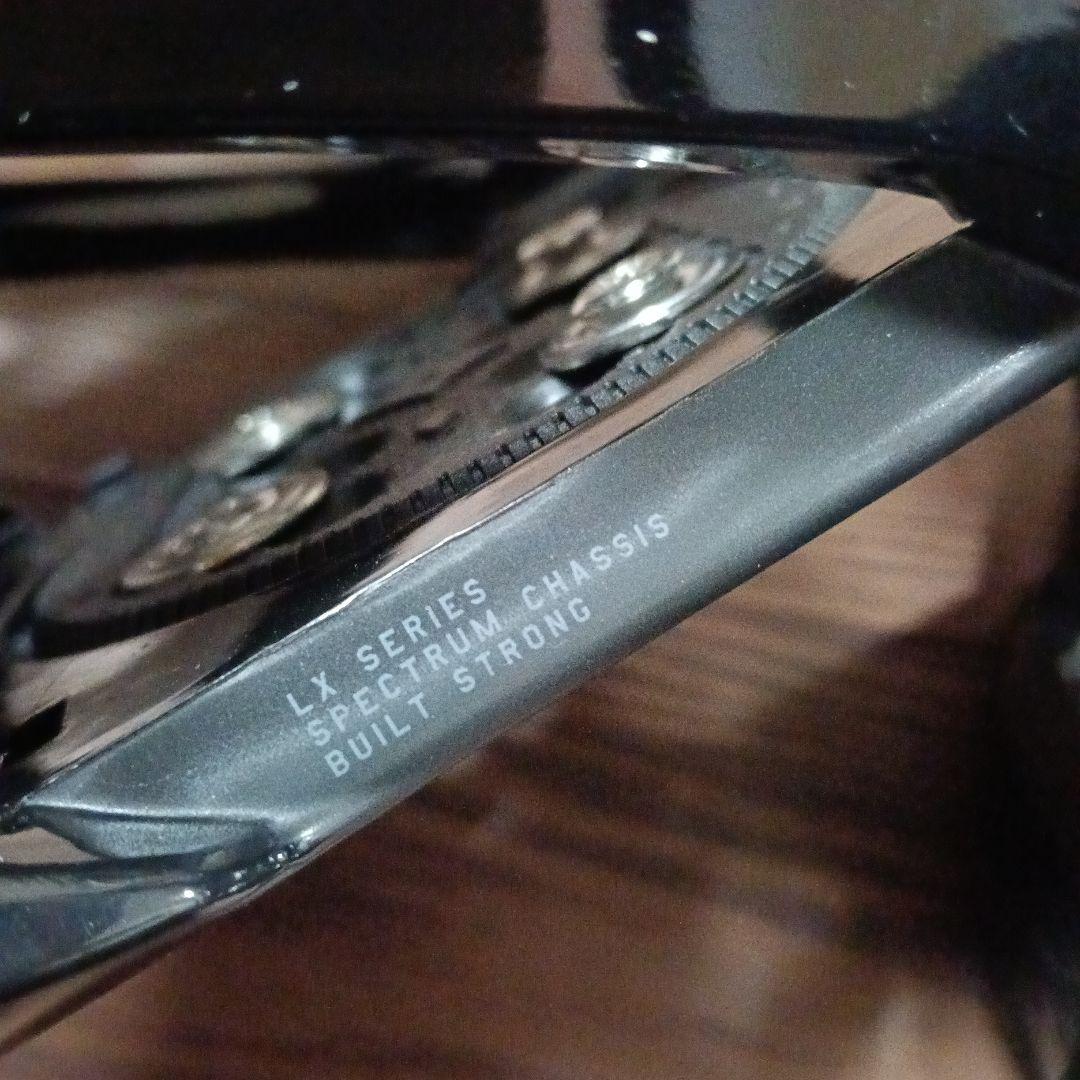 LX SERIES
SPECTRUM CHASSIS
BUILT STRONG